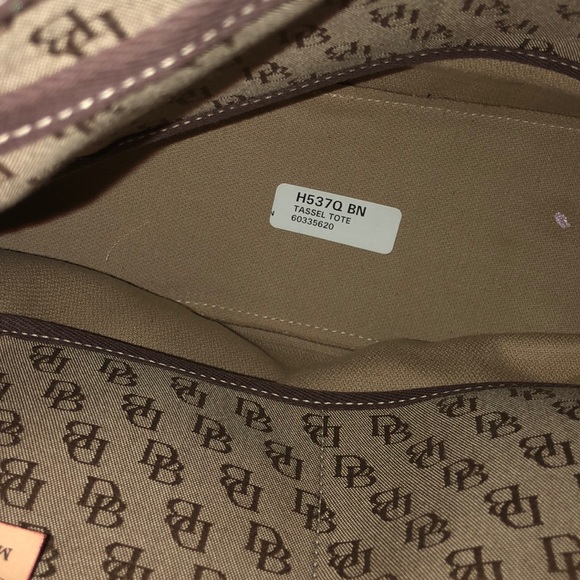 H537Q BN
TASSEL TOTE
60335620
N
M